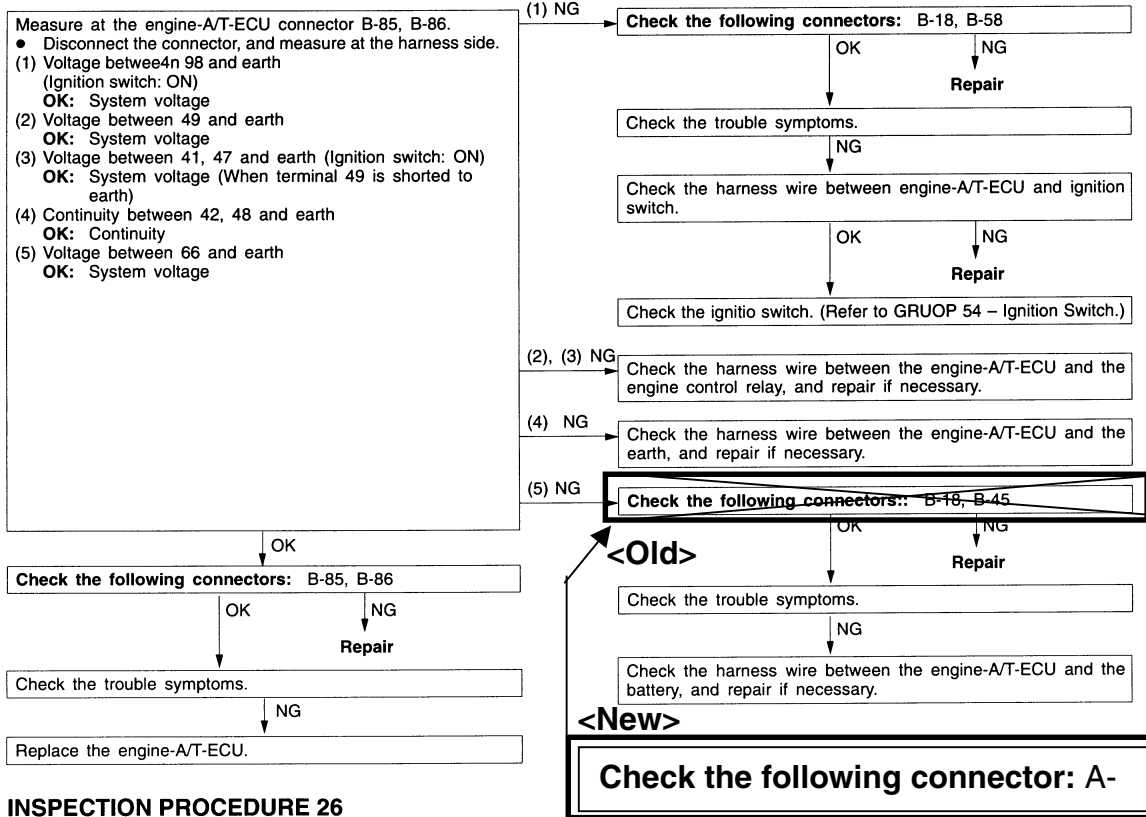 Measure at the engine-A/T-ECU connector B-85, B-86.
● Disconnect the connector, and measure at the harness side.
(1) Voltage betwee4n 98 and earth
(Ignition switch: ON)
OK: System voltage
(2) Voltage between 49 and earth
OK: System voltage
(3) Voltage between 41, 47 and earth (Ignition switch: ON)
OK: System voltage (When terminal 49 is shorted to
earth)
(4) Continuity between 42, 48 and earth
OK: Continuity
(5) Voltage between 66 and earth
OK: System voltage
OK
Check the following connectors: B-85, B-86
OK
NG
Repair
Check the trouble symptoms.
NG
Replace the engine-A/T-ECU.
(1) NG
Check the following connectors: B-18, B-58
OK
NG
Repair
Check the trouble symptoms.
NG
Check the harness wire between engine-A/T-ECU and ignition
switch.
OK
NG
Repair
Check the ignitio switch. (Refer to GRUOP 54 – Ignition Switch.)
(2), (3) NG
Check the harness wire between the engine-A/T-ECU and the
engine control relay, and repair if necessary.
(4) NG
Check the harness wire between the engine-A/T-ECU and the
earth, and repair if necessary.
(5) NG
Check the following connectors:: B-18, B-45
<Old>
OK
NG
Repair
Check the trouble symptoms.
NG
Check the harness wire between the engine-A/T-ECU and the
battery, and repair if necessary.
<New>
Check the following connector: A-
INSPECTION PROCEDURE 26